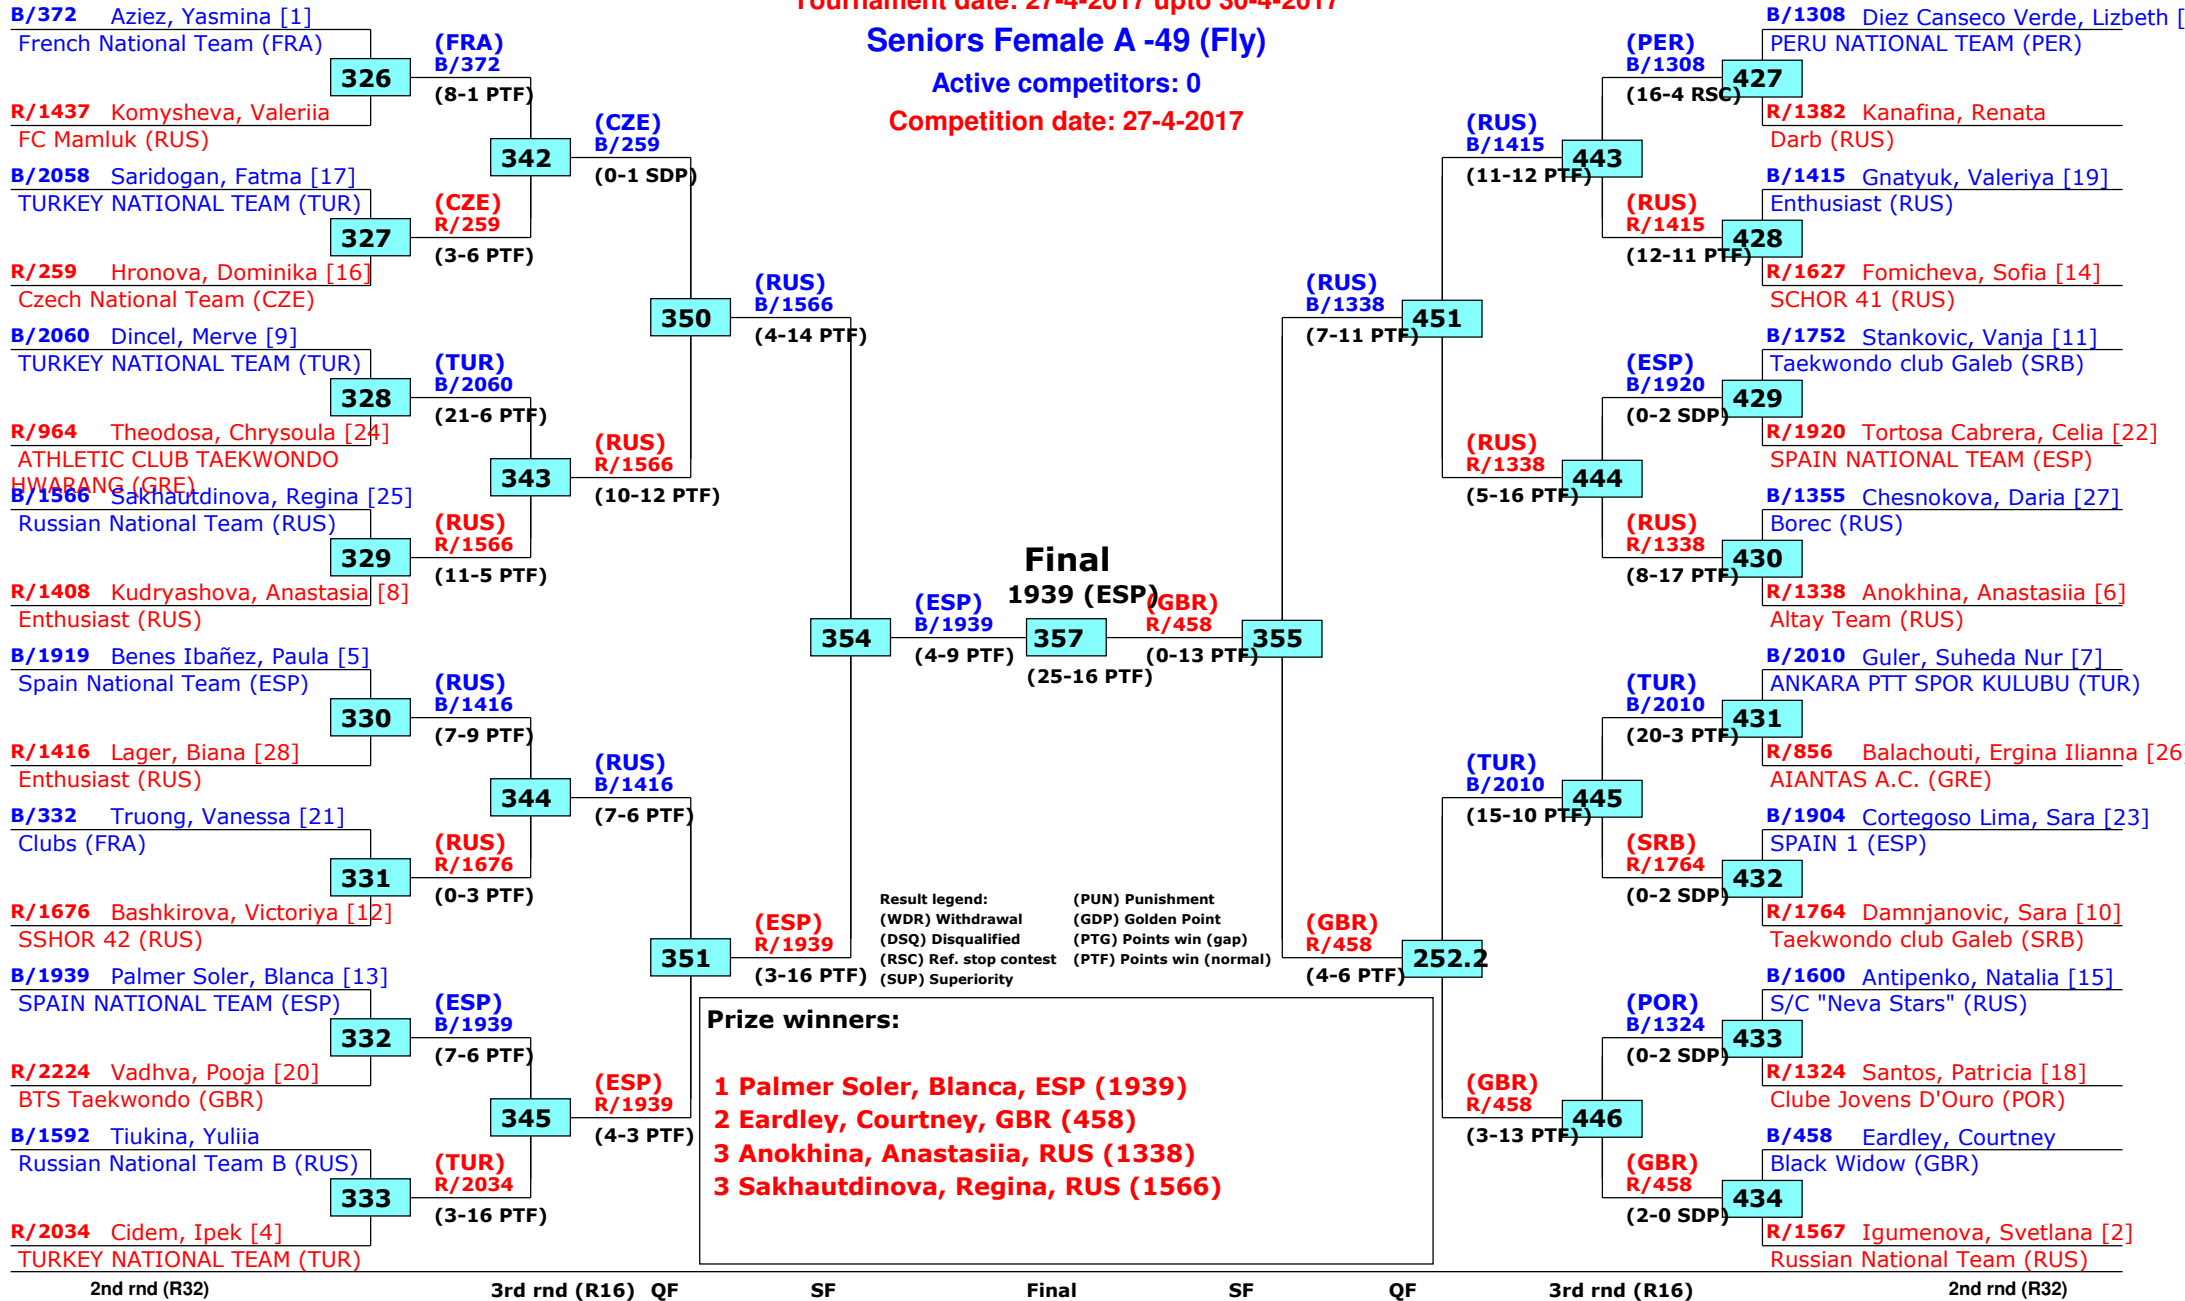 Tournament date: 27-4-2017 upto 30-4-2017
Seniors Female A -49 (Fly)
Active competitors: 0
Competition date: 27-4-2017
B/372 Aziez, Yasmina [1]
French National Team (FRA)
326
R/1437 Komysheva, Valeriia
FC Mamluk (RUS)
B/2058 Saridogan, Fatma [17]
TURKEY NATIONAL TEAM (TUR)
327
R/259 Hronova, Dominika [16]
Czech National Team (CZE)
B/2060 Dincel, Merve [9]
TURKEY NATIONAL TEAM (TUR)
328
R/964 Theodosa, Chrysoula [24]
ATHLETIC CLUB TAEKWONDO
HWARANG (GRE)
B/1566 Sakhautdinova, Regina [25]
Russian National Team (RUS)
329
R/1408 Kudryashova, Anastasia [8]
Enthusiast (RUS)
B/1919 Benes Ibañez, Paula [5]
Spain National Team (ESP)
330
R/1416 Lager, Biana [28]
Enthusiast (RUS)
B/332 Truong, Vanessa [21]
Clubs (FRA)
331
R/1676 Bashkirova, Victoriya [12]
SSHOR 42 (RUS)
B/1939 Palmer Soler, Blanca [13]
SPAIN NATIONAL TEAM (ESP)
332
R/2224 Vadhva, Pooja [20]
BTS Taekwondo (GBR)
B/1592 Tiukina, Yuliia
Russian National Team B (RUS)
333
R/2034 Cidem, Ipek [4]
TURKEY NATIONAL TEAM (TUR)
(FRA)
B/372
(8-1 PTF)
342
(CZE)
R/259
(3-6 PTF)
(TUR)
B/2060
(21-6 PTF)
343
(RUS)
R/1566
(11-5 PTF)
(RUS)
B/1416
(7-9 PTF)
344
(RUS)
R/1676
(0-3 PTF)
(ESP)
B/1939
(7-6 PTF)
345
(TUR)
R/2034
(3-16 PTF)
(CZE)
B/259
(0-1 SDP)
350
(RUS)
R/1566
(10-12 PTF)
(RUS)
B/1416
(7-6 PTF)
351
(ESP)
R/1939
(4-3 PTF)
(RUS)
B/1566
(4-14 PTF)
354
(ESP)
R/1939
(3-16 PTF)
(ESP)
B/1939
(4-9 PTF)
Final
1939 (ESP)
357
(25-16 PTF)
(GBR)
R/458
(0-13 PTF)
355
(RUS)
B/1338
(7-11 PTF)
451
(GBR)
R/458
(4-6 PTF)
252.2
(RUS)
B/1415
(11-12 PTF)
443
(RUS)
R/1338
(5-16 PTF)
444
(TUR)
B/2010
(15-10 PTF)
445
(GBR)
R/458
(3-13 PTF)
446
(PER)
B/1308
(16-4 RSC)
427
(RUS)
R/1415
(12-11 PTF)
428
(ESP)
B/1920
(0-2 SDP)
429
(RUS)
R/1338
(8-17 PTF)
430
(TUR)
B/2010
(20-3 PTF)
431
(SRB)
R/1764
(0-2 SDP)
432
(POR)
B/1324
(0-2 SDP)
433
(GBR)
R/458
(2-0 SDP)
434
B/1308 Diez Canseco Verde, Lizbeth [
PERU NATIONAL TEAM (PER)
R/1382 Kanafina, Renata
Darb (RUS)
B/1415 Gnatyuk, Valeriya [19]
Enthusiast (RUS)
R/1627 Fomicheva, Sofia [14]
SCHOR 41 (RUS)
B/1752 Stankovic, Vanja [11]
Taekwondo club Galeb (SRB)
R/1920 Tortosa Cabrera, Celia [22]
SPAIN NATIONAL TEAM (ESP)
B/1355 Chesnokova, Daria [27]
Borec (RUS)
R/1338 Anokhina, Anastasiia [6]
Altay Team (RUS)
B/2010 Guler, Suheda Nur [7]
ANKARA PTT SPOR KULUBU (TUR)
R/856 Balachouti, Ergina Ilianna [26
AIANTAS A.C. (GRE)
B/1904 Cortegoso Lima, Sara [23]
SPAIN 1 (ESP)
R/1764 Damnjanovic, Sara [10]
Taekwondo club Galeb (SRB)
B/1600 Antipenko, Natalia [15]
S/C "Neva Stars" (RUS)
R/1324 Santos, Patricia [18]
Clube Jovens D'Ouro (POR)
B/458 Eardley, Courtney
Black Widow (GBR)
R/1567 Igumenova, Svetlana [2]
Russian National Team (RUS)
Result legend:
(WDR) Withdrawal
(DSQ) Disqualified
(RSC) Ref. stop contest
(SUP) Superiority
(PUN) Punishment
(GDP) Golden Point
(PTG) Points win (gap)
(PTF) Points win (normal)
Prize winners:
1 Palmer Soler, Blanca, ESP (1939)
2 Eardley, Courtney, GBR (458)
3 Anokhina, Anastasiia, RUS (1338)
3 Sakhautdinova, Regina, RUS (1566)
2nd rnd (R32) 3rd rnd (R16) QF SF Final SF QF 3rd rnd (R16) 2nd rnd (R32)